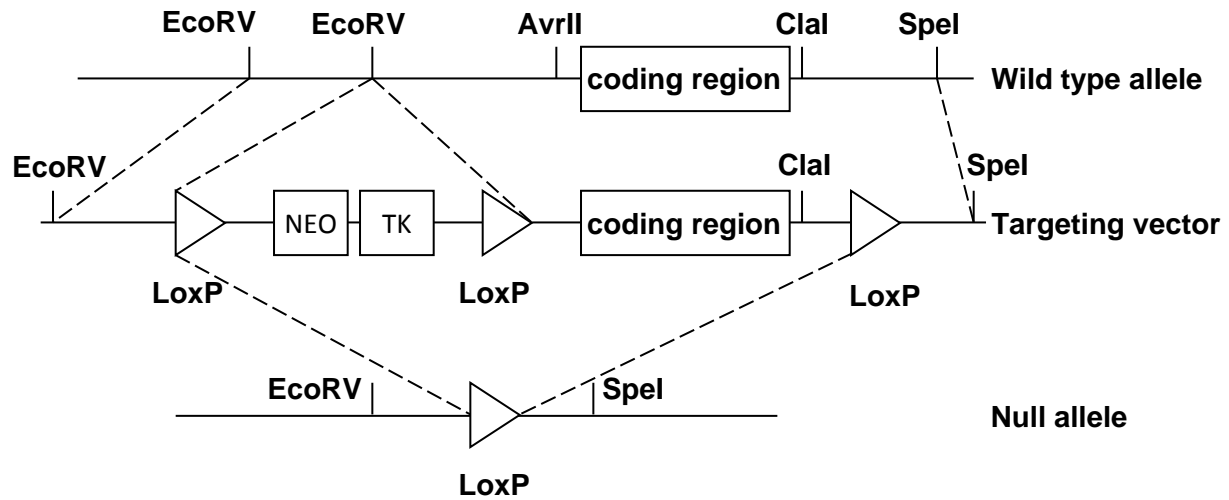 EcoRV EcoRV AvrII ClaI SpeI
coding region Wild type allele
EcoRV ClaI SpeI
NEO TK coding region Targeting vector
LoxP LoxP LoxP
EcoRV SpeI
Null allele
LoxP